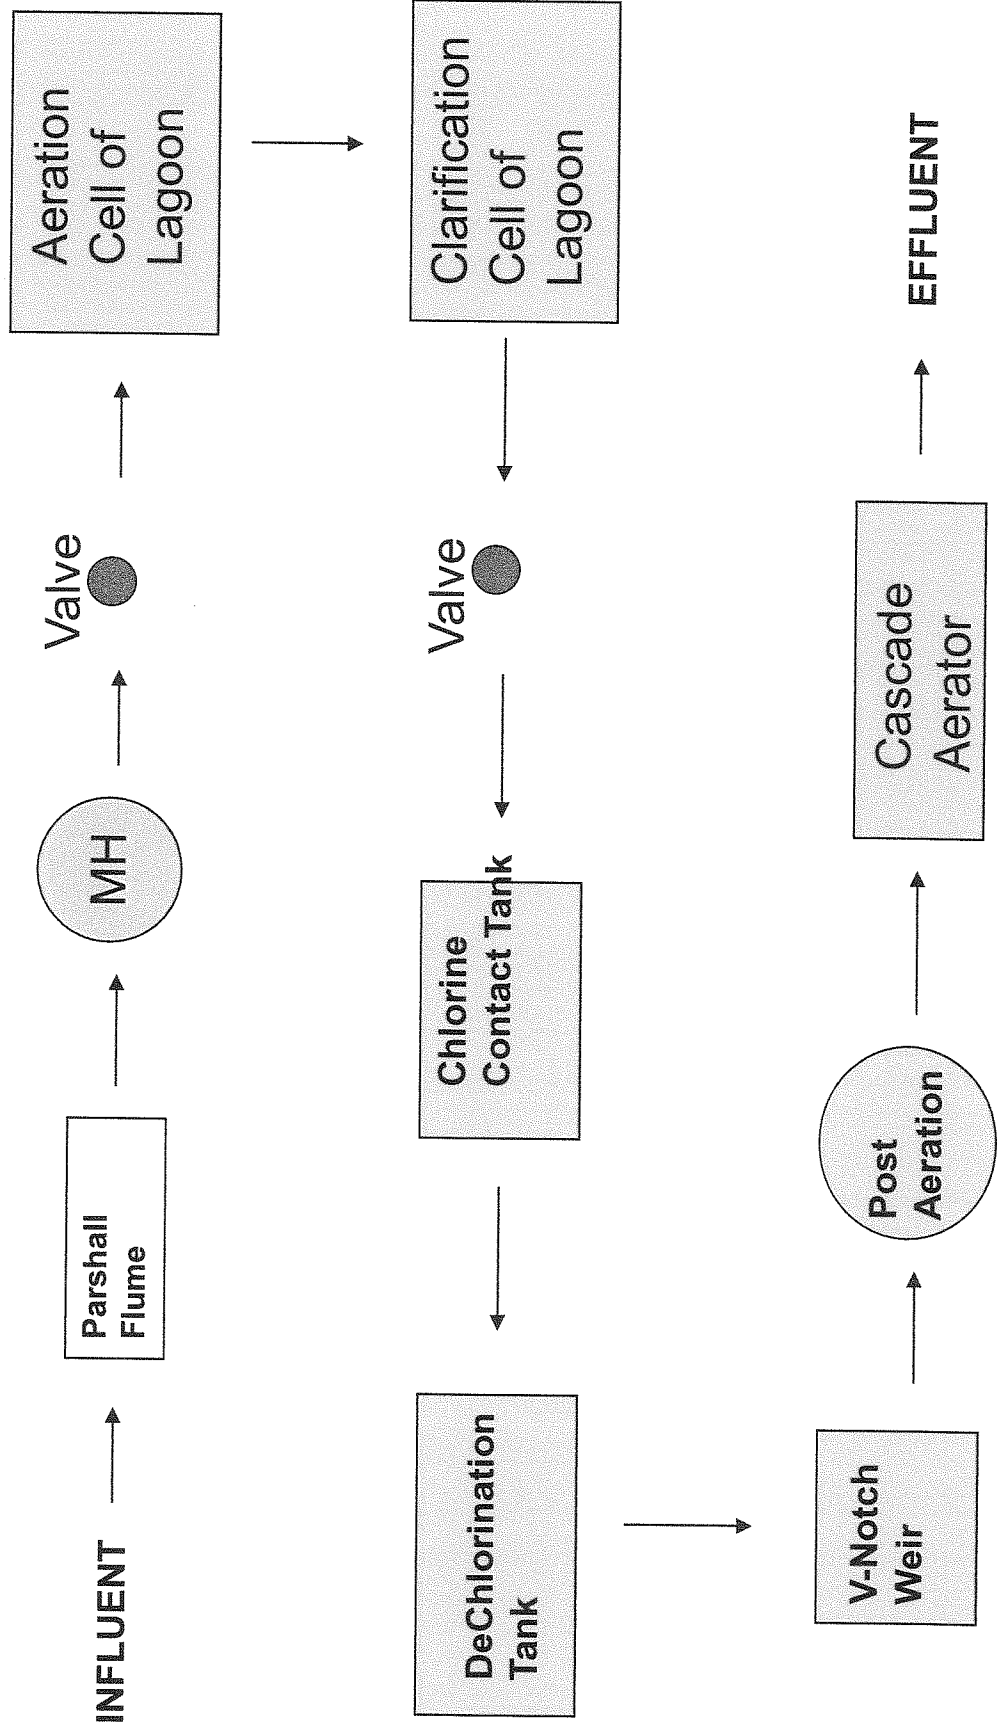 INFLUENT
Parshall
Flume
MH
Valve
Aeration
Cell of
Lagoon
Clarification
Cell of
Lagoon
Valve
Chlorine
Contact Tank
DeChlorination
Tank
V-Notch
Weir
Post
Aeration
Cascade
Aerator
EFFLUENT